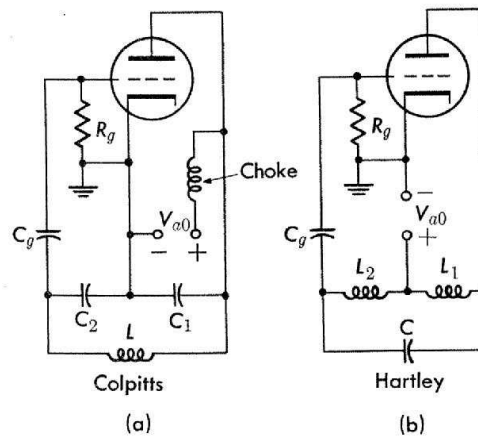 R_g
Choke
V_a0
− +
C_g
C_2
C_1
L
Colpitts
(a)
R_g
−
V_a0
+
C_g
L_2
L_1
C
Hartley
(b)